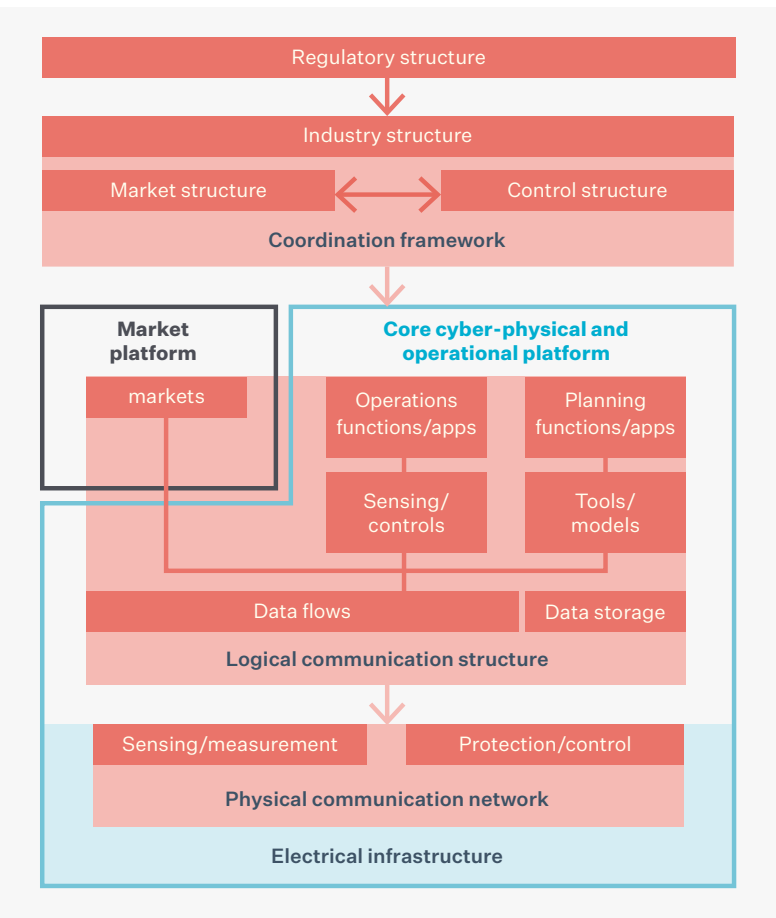 Regulatory structure
Industry structure
Market structure
Control structure
Coordination framework
Market
platform
Core cyber-physical and
operational platform
markets
Operations
functions/apps
Planning
functions/apps
Sensing/
controls
Tools/
models
Data flows
Data storage
Logical communication structure
Sensing/measurement
Protection/control
Physical communication network
Electrical infrastructure